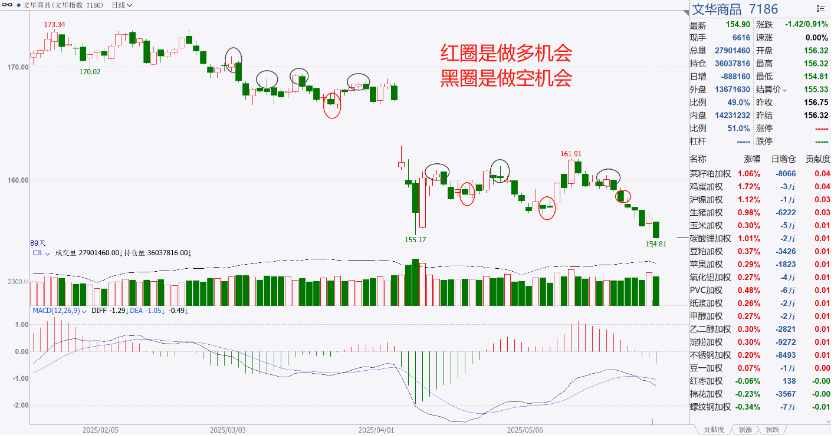 文华商品(文华指数 7186) 日线
173.34
170.02
170.00
160.00
红圈是做多机会
黑圈是做空机会
161.91
155.17
154.81
89天
CJL 成交量 27901460.00↓持仓量 36037816.00↓
2300万
MACD(12,26,9) DIFF -1.29↓DEA -1.05↓ -0.49↓
1.00
0.00
-1.00
-2.00
2025/02/05 2025/03/03 2025/04/01 2025/05/06
文华商品 7186
最新 154.90 涨跌 -1.42/0.91%
现手 6616 速涨 0.00%
总量 27901460 开盘 156.32
持仓 36037816 最高 156.32
日增 -888160 最低 154.81
外盘 13671630 结算价 155.33
比例 49.0% 昨收 156.75
内盘 14231232 昨结 156.32
比例 51.0% 涨停 -----
杠杆 ----- 跌停 -----
名称 涨幅 日增仓 贡献度
菜籽粕加权 1.06% -8066 0.04
鸡蛋加权 1.72% -3万 0.04
沪镍加权 1.12% -1万 0.03
生猪加权 0.98% -6222 0.03
玉米加权 0.30% -5万 0.02
碳酸锂加权 1.01% -2万 0.01
豆粕加权 0.37% -3426 0.01
苹果加权 0.29% -1823 0.01
氧化铝加权 0.27% -4万 0.01
PVC加权 0.48% -6万 0.01
纸浆加权 0.26% -2万 0.01
甲醇加权 0.27% -2万 0.01
乙二醇加权 0.30% -2821 0.01
淀粉加权 0.30% -9272 0.01
不锈钢加权 0.20% -8493 0.01
豆一加权 0.07% -1万 0.00
红枣加权 -0.06% 138 -0.00
棉花加权 -0.23% -3567 -0.00
螺纹钢加权 -0.34% -7万 -0.01
贡献度 领涨 领跌